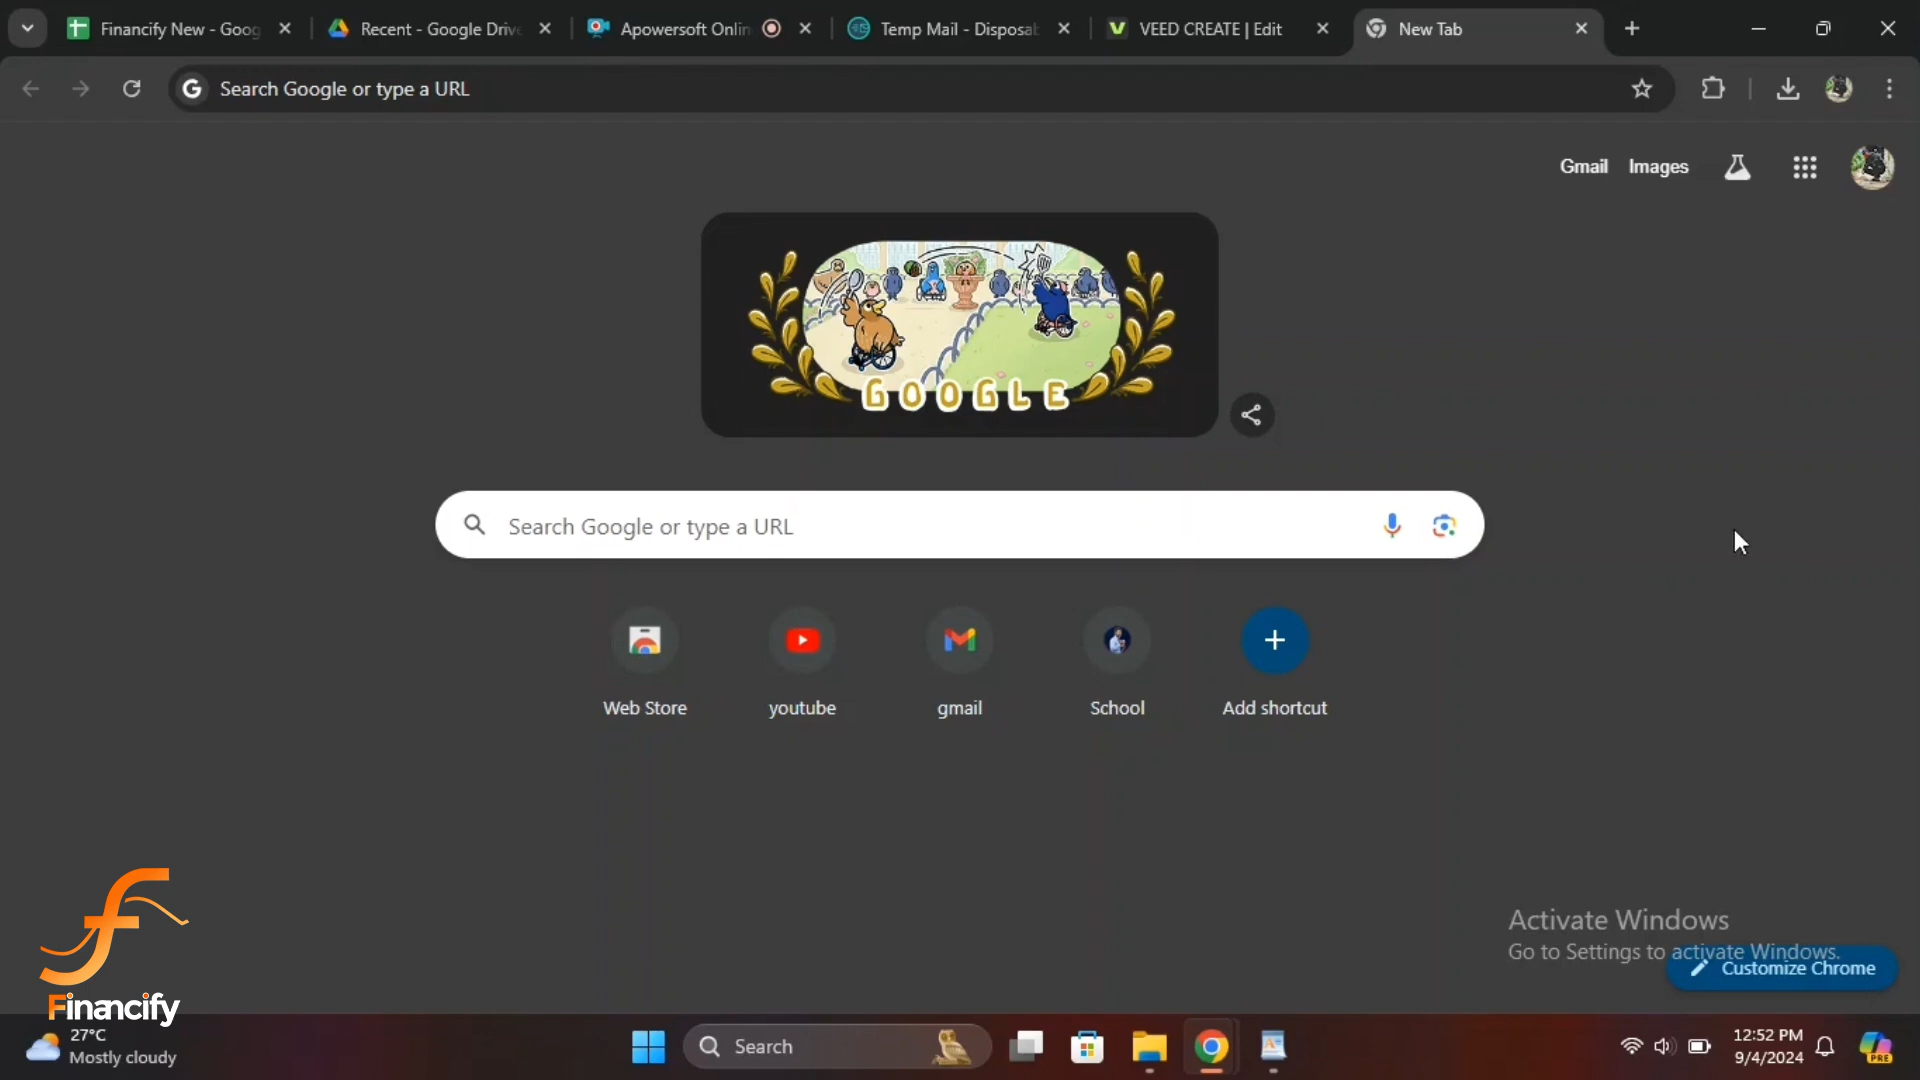 Financify New - Goog
Recent - Google Drive
Apowersoft Onlin
Temp Mail - Disposab
VEED CREATE | Edit
New Tab
Search Google or type a URL
Gmail
Images
GOOGLE
Search Google or type a URL
Web Store
youtube
gmail
School
Add shortcut
Activate Windows
Go to Settings to activate Windows.
Customize Chrome
Financify
27°C
Mostly cloudy
Search
12:52 PM
9/4/2024
PRE